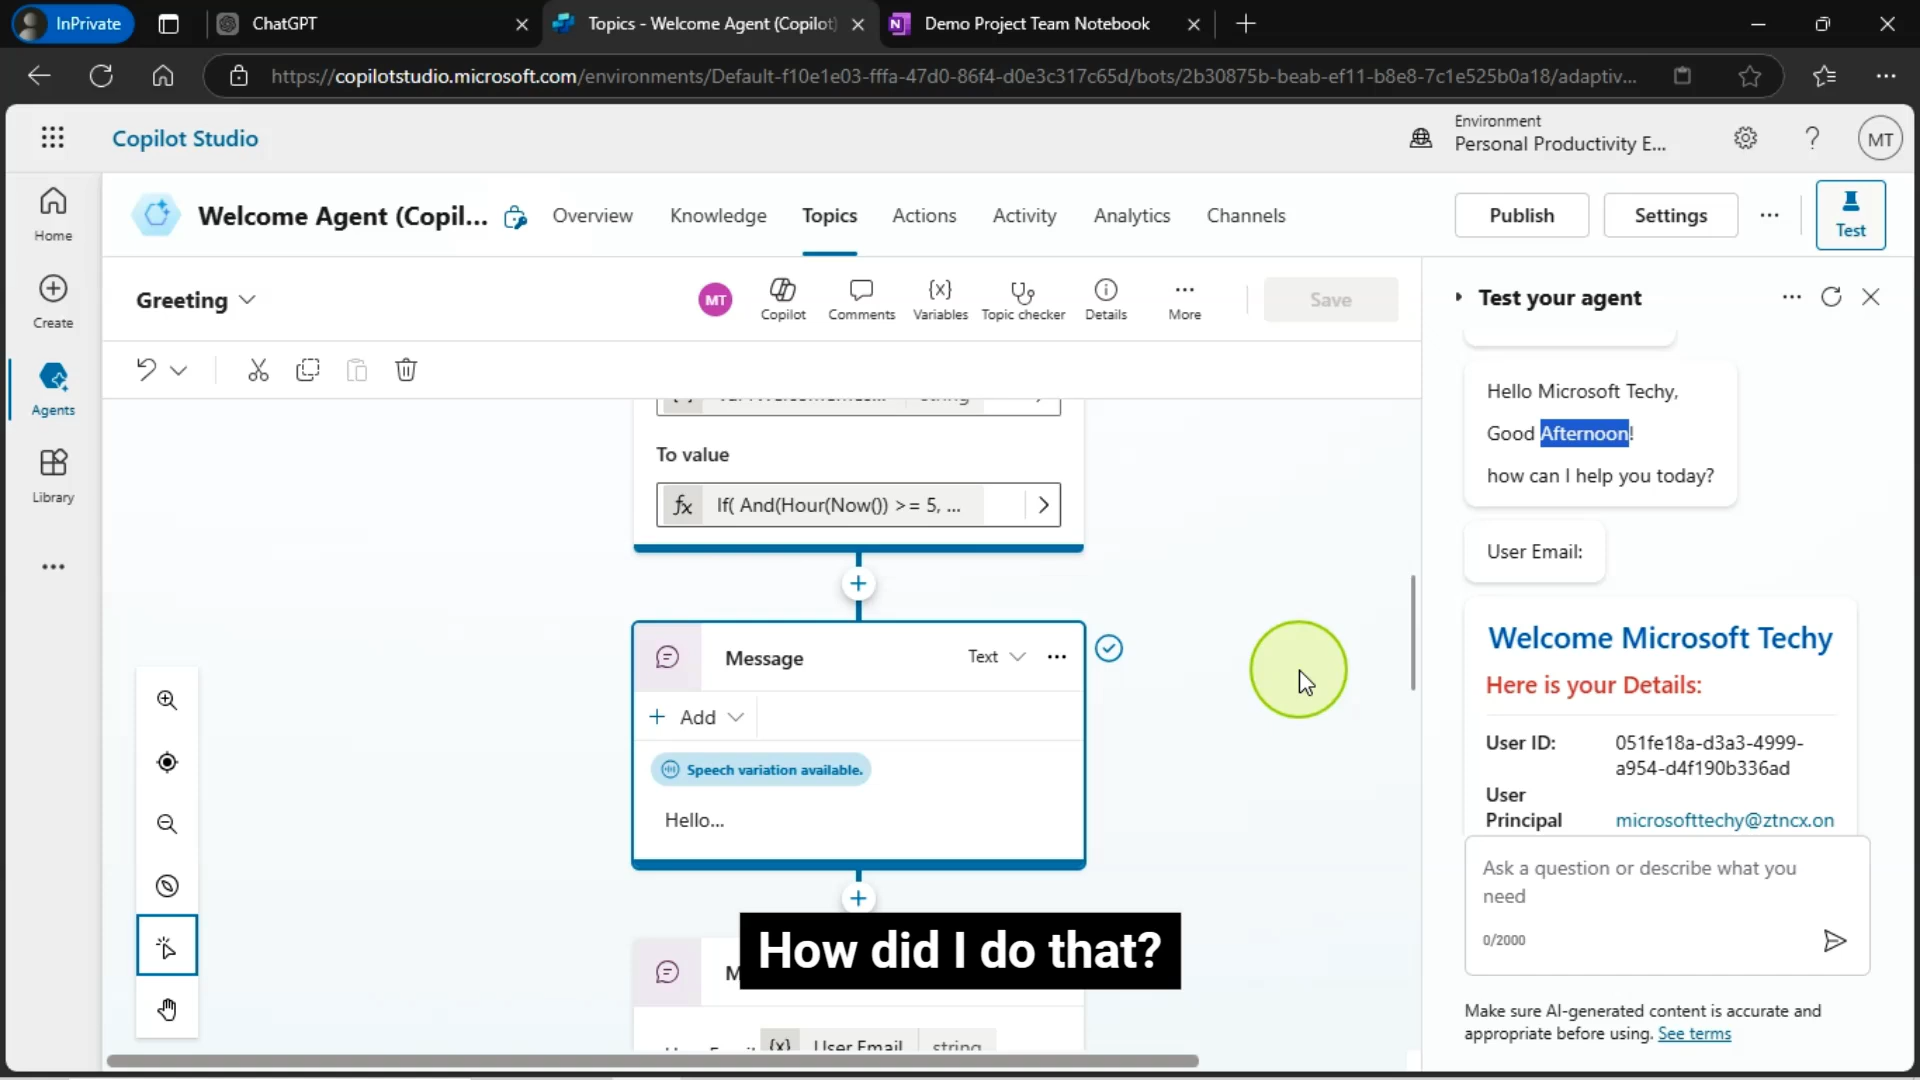 InPrivate
ChatGPT
Topics - Welcome Agent (Copilot)
Demo Project Team Notebook
https://copilotstudio.microsoft.com/environments/Default-f10e1e03-fffa-47d0-86f4-d0e3c317c65d/bots/2b30875b-beab-ef11-b8e8-7c1e525b0a18/adaptiv...
Copilot Studio
Environment
Personal Productivity E...
MT
Home
Create
Agents
Library
Welcome Agent (Copil...
Overview
Knowledge
Topics
Actions
Activity
Analytics
Channels
Publish
Settings
Test
Greeting
MT
Copilot
Comments
Variables
Topic checker
Details
More
Save
To value
fx If( And(Hour(Now()) >= 5, ...
Message
Text
+ Add
Speech variation available.
Hello...
How did I do that?
{x} User Email string
Test your agent
Hello Microsoft Techy,
Good Afternoon!
how can I help you today?
User Email:
Welcome Microsoft Techy
Here is your Details:
User ID: 051fe18a-d3a3-4999-
a954-d4f190b336ad
User
Principal microsofttechy@ztncx.on
Ask a question or describe what you
need
0/2000
Make sure AI-generated content is accurate and
appropriate before using. See terms